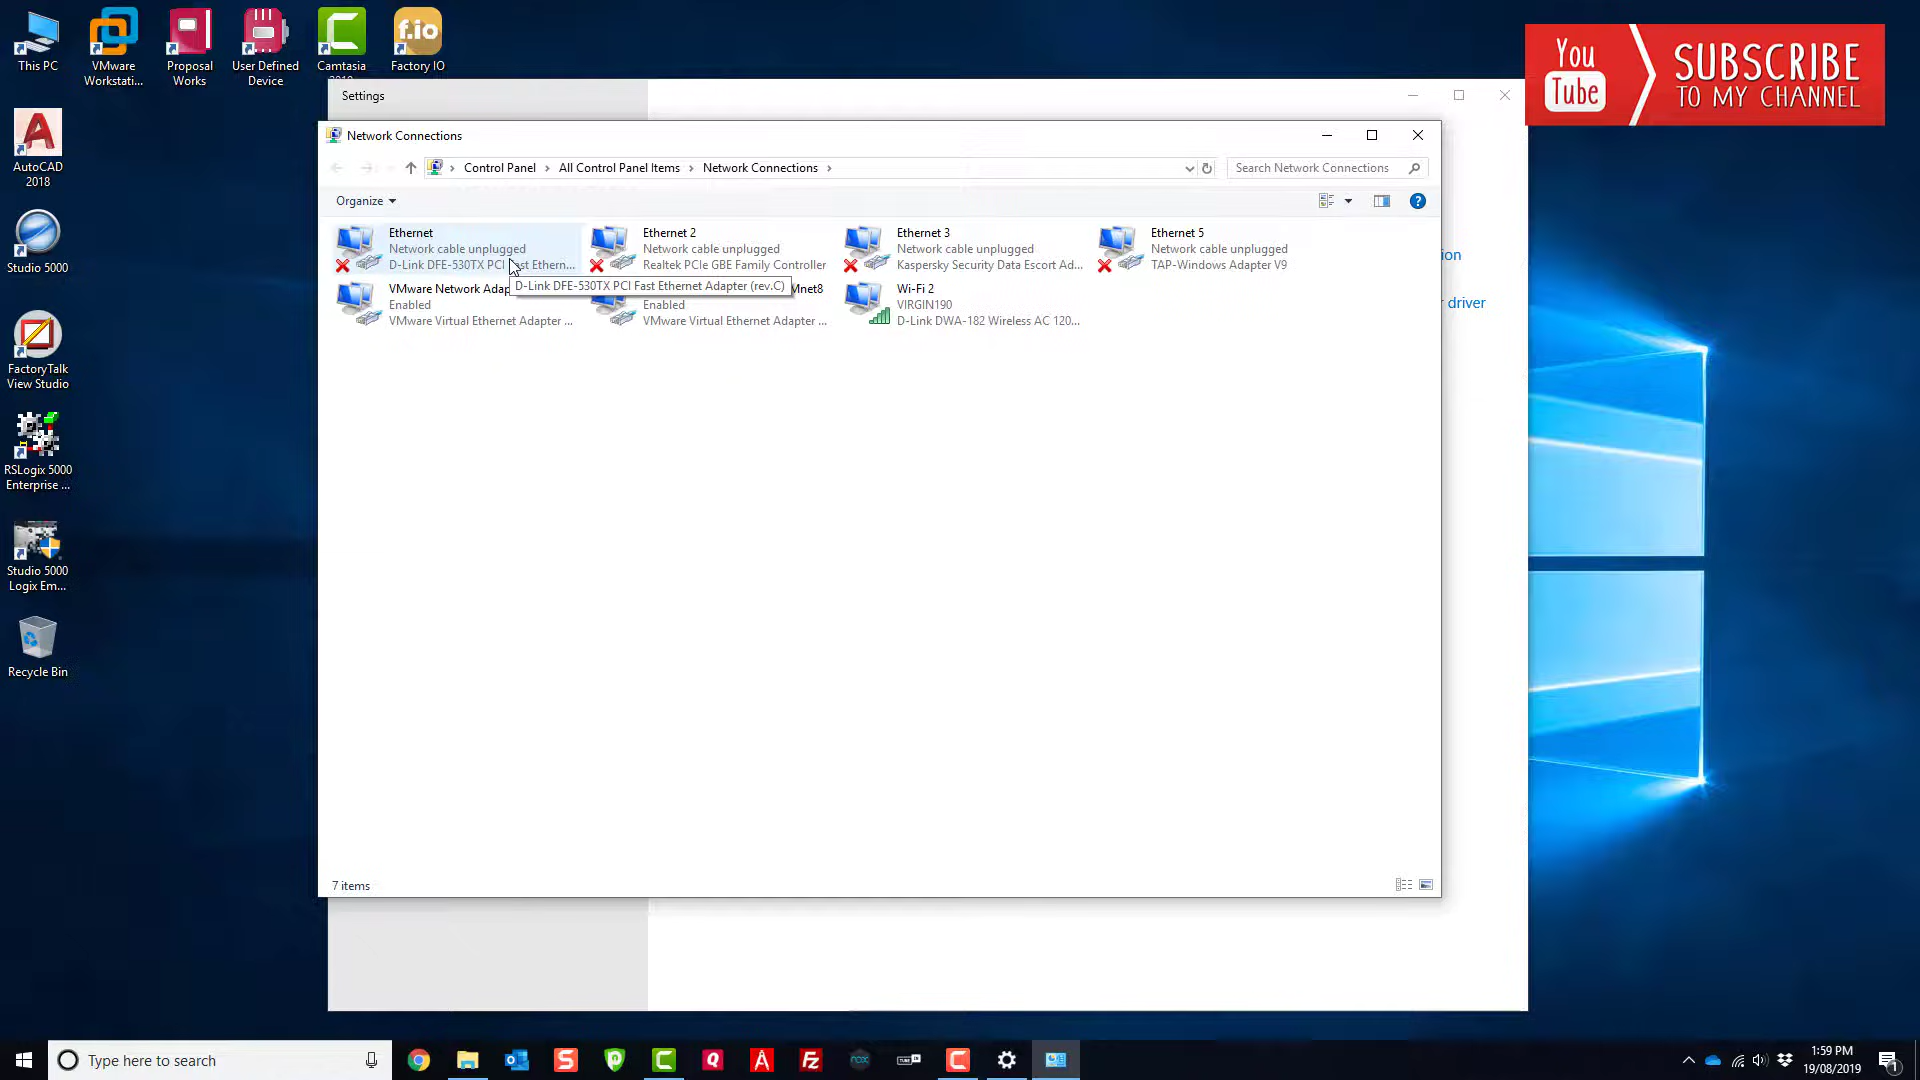 This PC
VMware
Workstati...
Proposal
Works
User Defined
Device
Camtasia
Factory IO
f.io
AutoCAD
2018
Studio 5000
FactoryTalk
View Studio
RSLogix 5000
Enterprise ...
Studio 5000
Logix Em...
Recycle Bin
You
Tube
SUBSCRIBE
TO MY CHANNEL
Settings
Network Connections
Control Panel > All Control Panel Items > Network Connections >
Search Network Connections
Organize
Ethernet
Network cable unplugged
D-Link DFE-530TX PCI Fast Ethern...
Ethernet 2
Network cable unplugged
Realtek PCIe GBE Family Controller
Ethernet 3
Network cable unplugged
Kaspersky Security Data Escort Ad...
Ethernet 5
Network cable unplugged
TAP-Windows Adapter V9
D-Link DFE-530TX PCI Fast Ethernet Adapter (rev.C)
VMware Network Adap
Enabled
VMware Virtual Ethernet Adapter ...
Mnet8
Enabled
VMware Virtual Ethernet Adapter ...
Wi-Fi 2
VIRGIN190
D-Link DWA-182 Wireless AC 120...
ion
driver
7 items
Type here to search
1:59 PM
19/08/2019
1